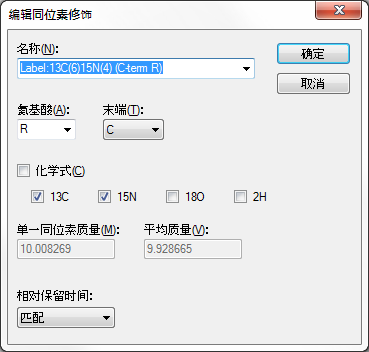 编辑同位素修饰
名称(N):
Label:13C(6)15N(4) (C-term R)
确定
取消
氨基酸(A):
末端(T):
R
C
化学式(C)
13C
15N
18O
2H
单一同位素质量(M):
平均质量(V):
10.008269
9.928665
相对保留时间:
匹配